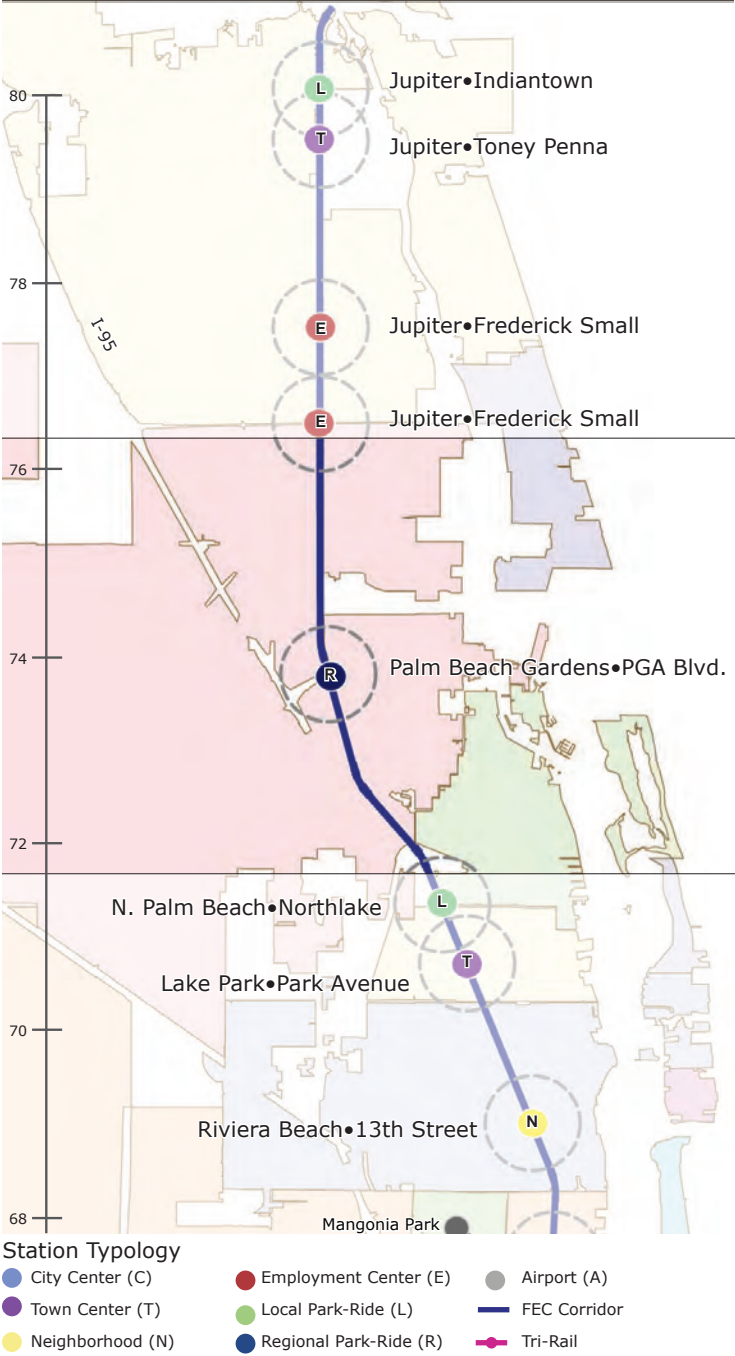 L
Jupiter•Indiantown
80
T
Jupiter•Toney Penna
78
I-95
E
Jupiter•Frederick Small
E
Jupiter•Frederick Small
76
74
R
Palm Beach Gardens•PGA Blvd.
72
N. Palm Beach•Northlake
L
T
Lake Park•Park Avenue
70
N
Riviera Beach•13th Street
68
Mangonia Park
Station Typology
City Center (C)
Employment Center (E)
Airport (A)
Town Center (T)
Local Park-Ride (L)
FEC Corridor
Neighborhood (N)
Regional Park-Ride (R)
Tri-Rail